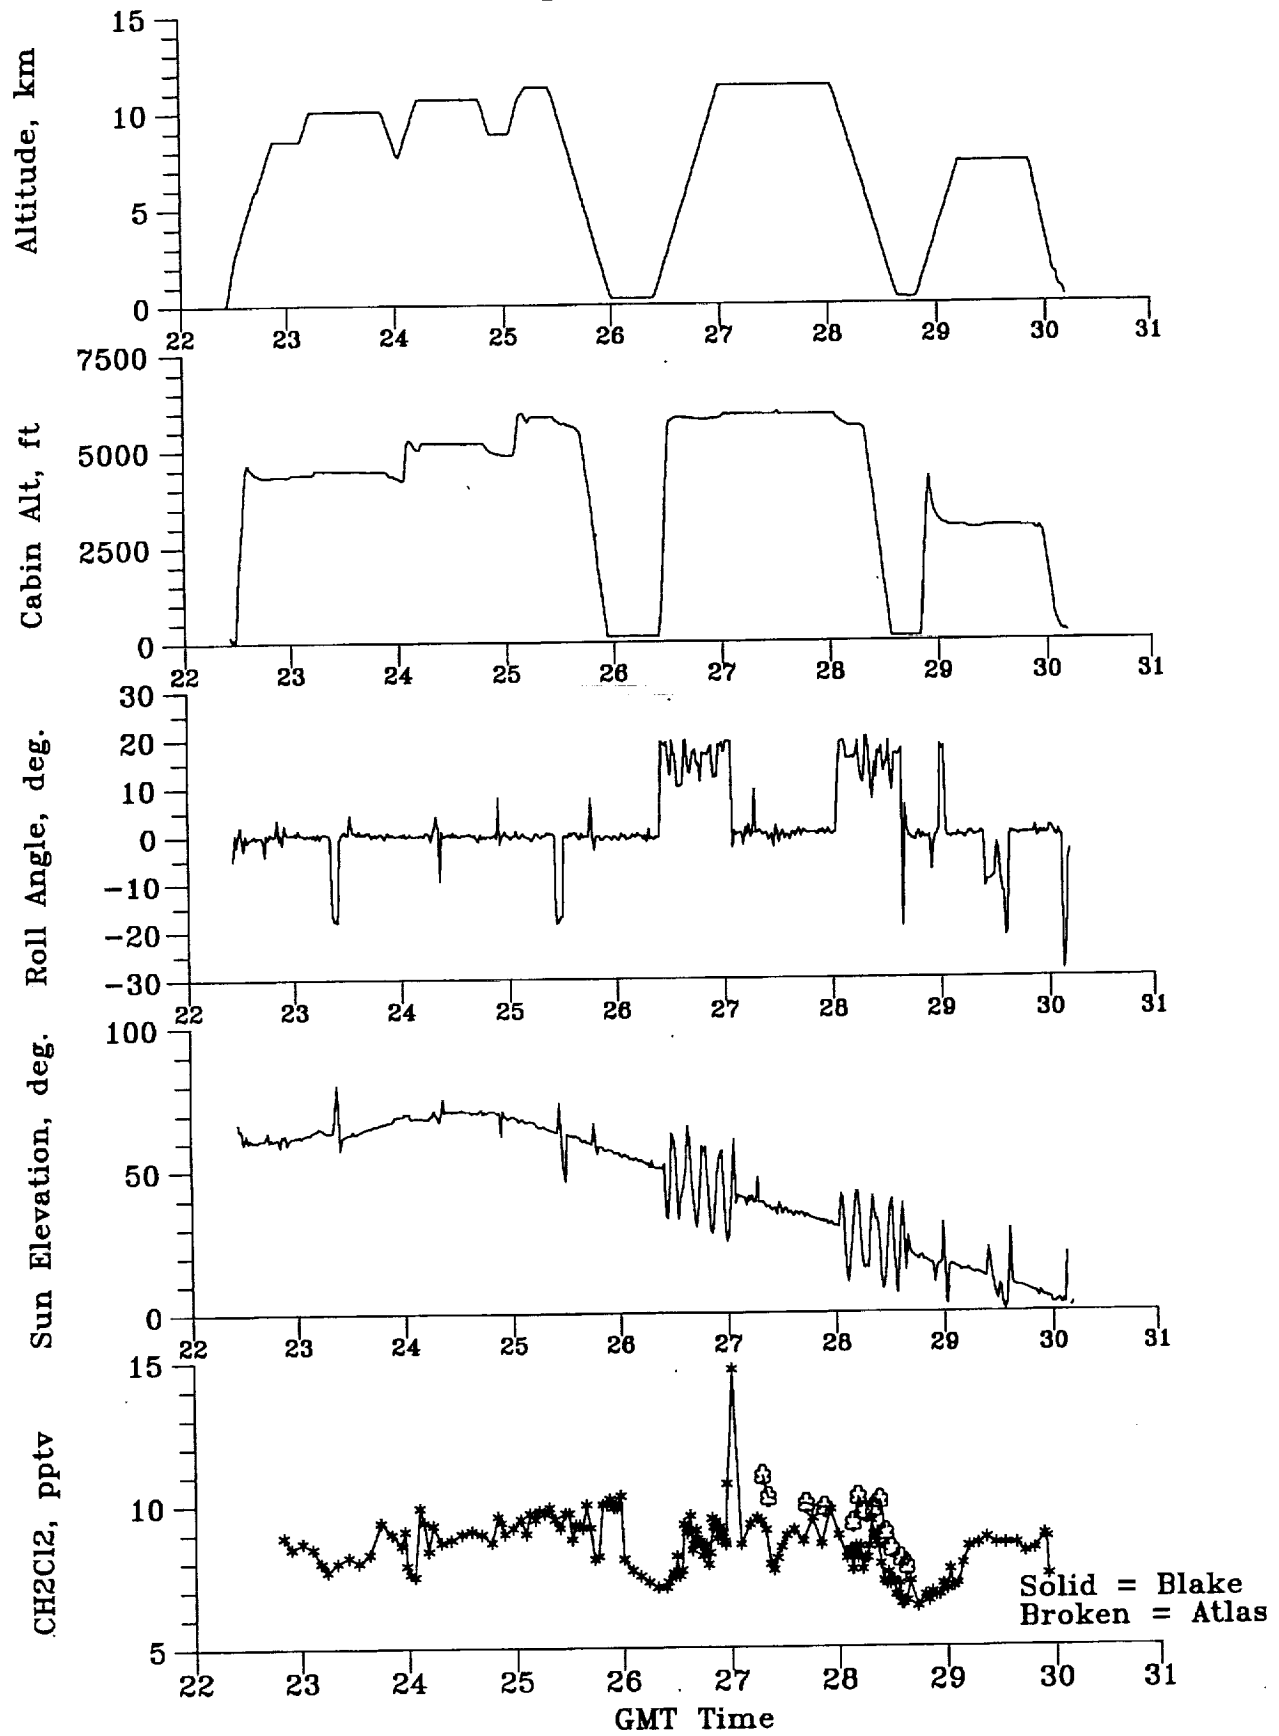 15
10
5
0
Altitude, km
22 23 24 25 26 27 28 29 30 31
7500
5000
2500
0
Cabin Alt, ft
22 23 24 25 26 27 28 29 30 31
30
20
10
0
−10
−20
−30
Roll Angle, deg.
22 23 24 25 26 27 28 29 30 31
100
50
0
Sun Elevation, deg.
22 23 24 25 26 27 28 29 30 31
15
10
5
CH2Cl2, pptv
Solid = Blake
Broken = Atlas
22 23 24 25 26 27 28 29 30 31
GMT Time